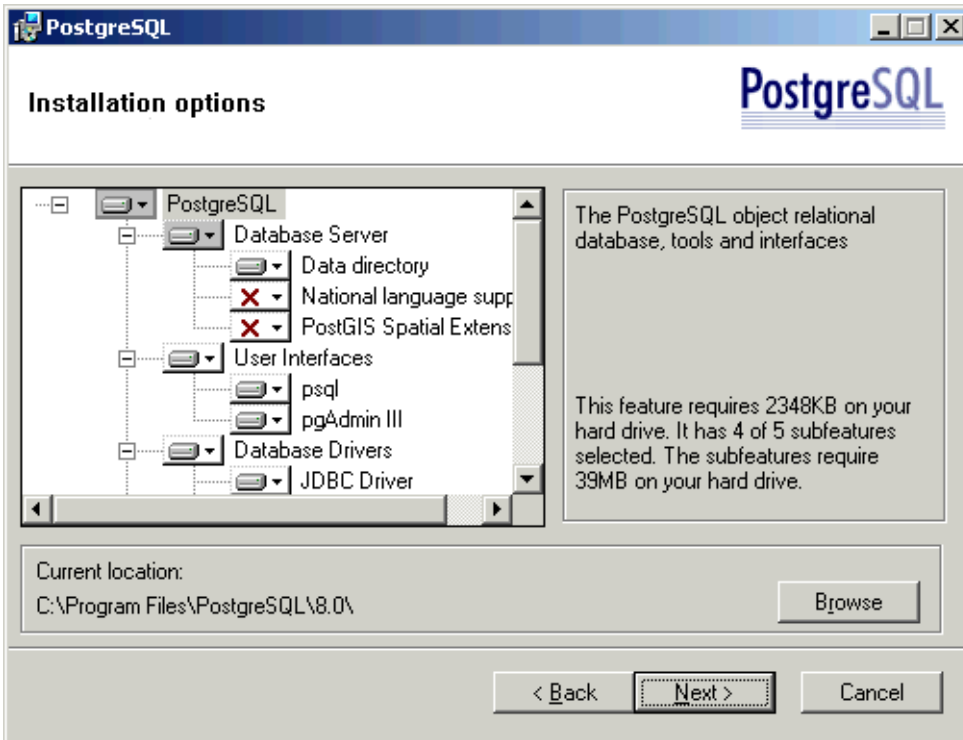 PostgreSQL
Installation options
PostgreSQL
PostgreSQL
Database Server
Data directory
National language supp
PostGIS Spatial Extens
User Interfaces
psql
pgAdmin III
Database Drivers
JDBC Driver
The PostgreSQL object relational
database, tools and interfaces
This feature requires 2348KB on your
hard drive. It has 4 of 5 subfeatures
selected. The subfeatures require
39MB on your hard drive.
Current location:
C:\Program Files\PostgreSQL\8.0\
Browse
< Back
Next >
Cancel